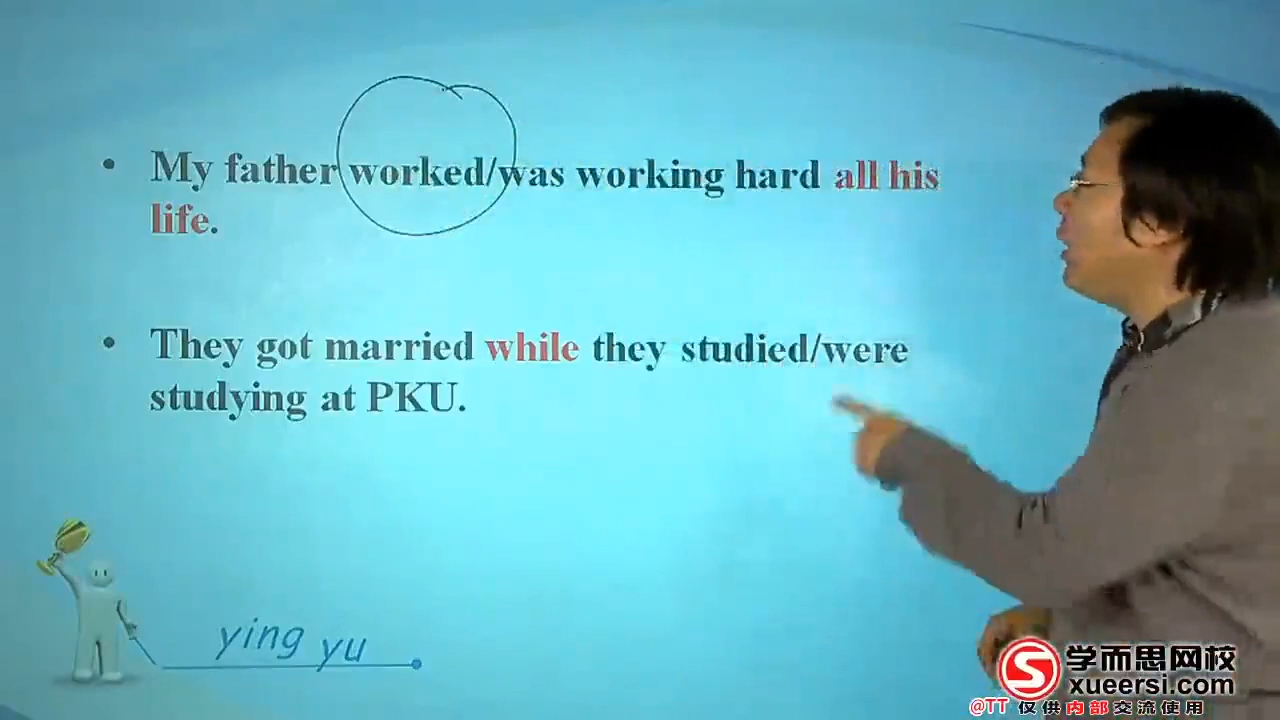 My father worked/was working hard all his
life.
They got married while they studied/were
studying at PKU.
ying yu
学而思网校
xueersi.com
@TT 仅供内部交流使用